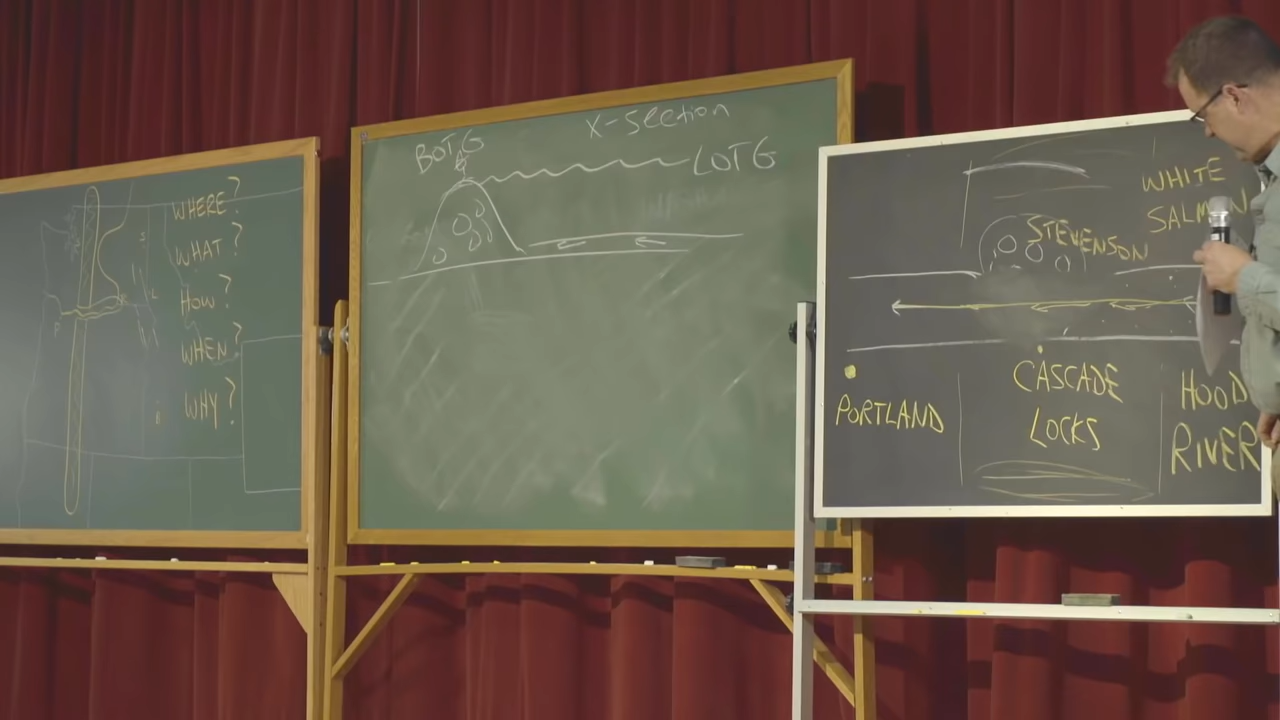 WHERE?
WHAT?
HOW?
WHEN?
WHY?
X-Section
BOTG
LOTG
WHITE
SALMON
STEVENSON
PORTLAND
CASCADE
LOCKS
HOOD
RIVER